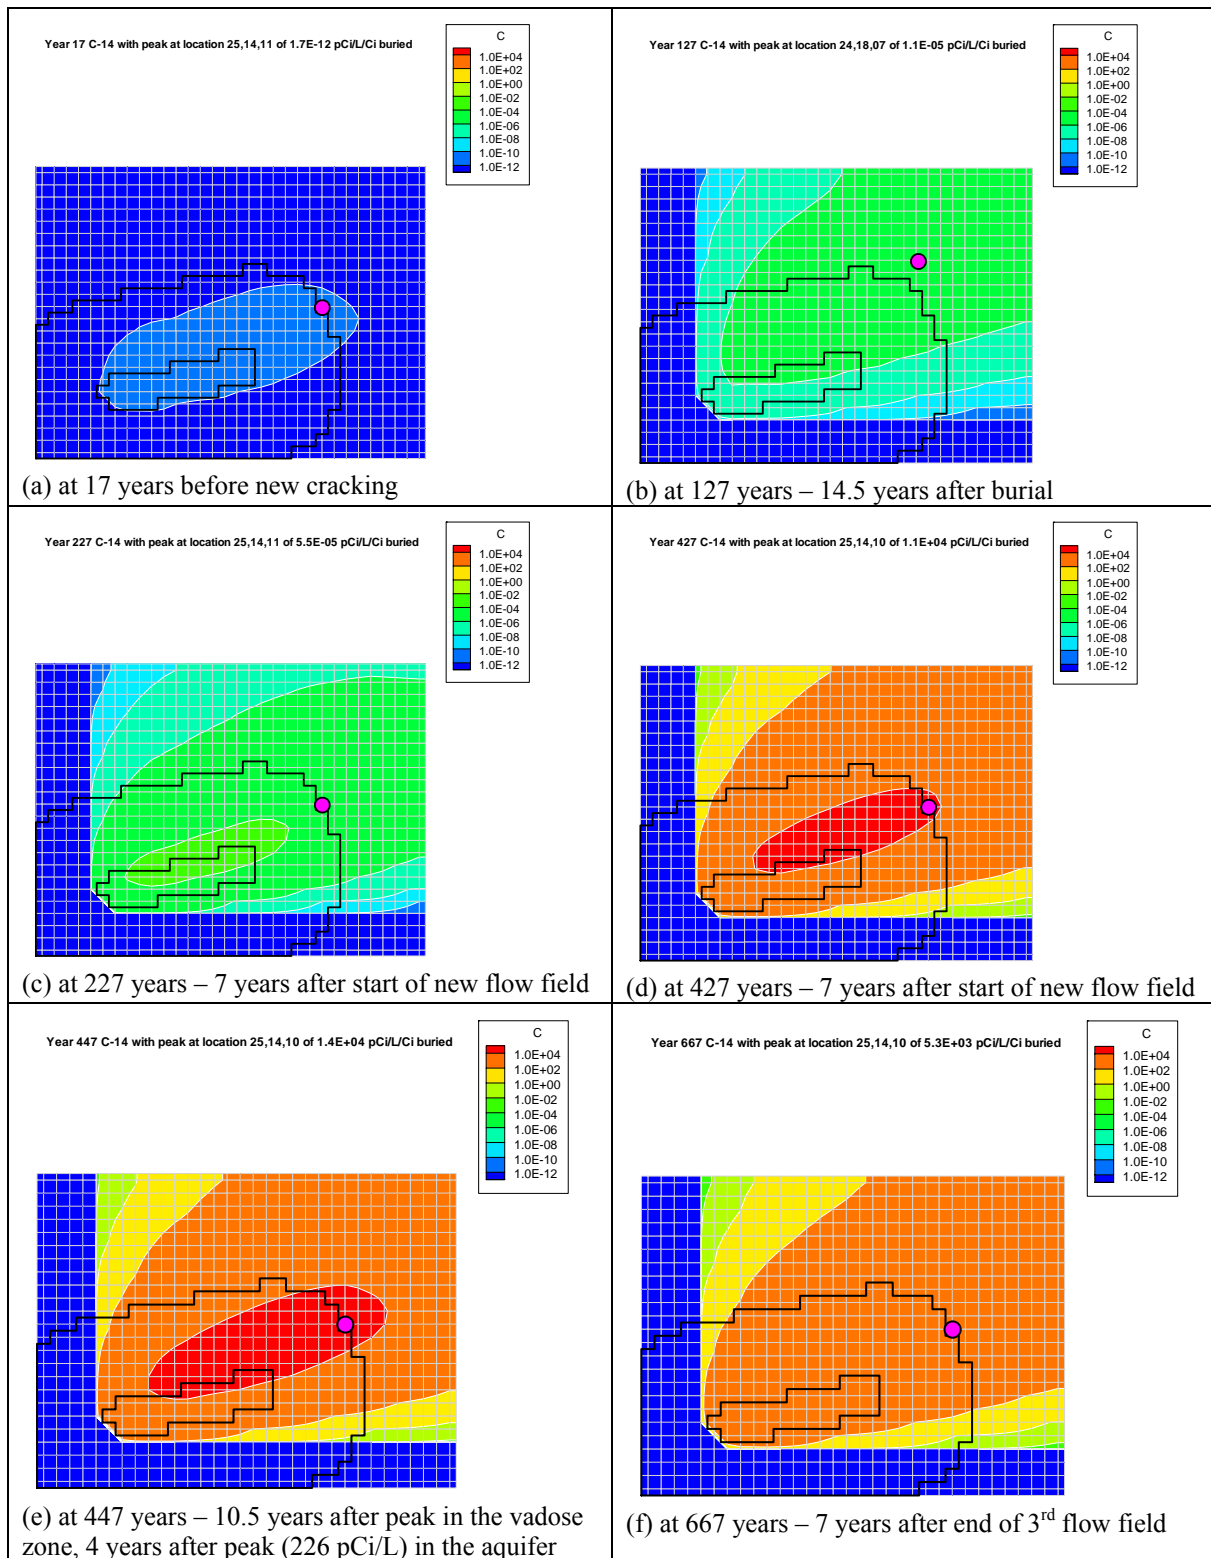 Year 17 C-14 with peak at location 25,14,11 of 1.7E-12 pCi/L/Ci buried
C
1.0E+04
1.0E+02
1.0E+00
1.0E-02
1.0E-04
1.0E-06
1.0E-08
1.0E-10
1.0E-12
(a) at 17 years before new cracking
Year 127 C-14 with peak at location 24,18,07 of 1.1E-05 pCi/L/Ci buried
C
1.0E+04
1.0E+02
1.0E+00
1.0E-02
1.0E-04
1.0E-06
1.0E-08
1.0E-10
1.0E-12
(b) at 127 years – 14.5 years after burial
Year 227 C-14 with peak at location 25,14,11 of 5.5E-05 pCi/L/Ci buried
C
1.0E+04
1.0E+02
1.0E+00
1.0E-02
1.0E-04
1.0E-06
1.0E-08
1.0E-10
1.0E-12
(c) at 227 years – 7 years after start of new flow field
Year 427 C-14 with peak at location 25,14,10 of 1.1E+04 pCi/L/Ci buried
C
1.0E+04
1.0E+02
1.0E+00
1.0E-02
1.0E-04
1.0E-06
1.0E-08
1.0E-10
1.0E-12
(d) at 427 years – 7 years after start of new flow field
Year 447 C-14 with peak at location 25,14,10 of 1.4E+04 pCi/L/Ci buried
C
1.0E+04
1.0E+02
1.0E+00
1.0E-02
1.0E-04
1.0E-06
1.0E-08
1.0E-10
1.0E-12
(e) at 447 years – 10.5 years after peak in the vadose
zone, 4 years after peak (226 pCi/L) in the aquifer
Year 667 C-14 with peak at location 25,14,10 of 5.3E+03 pCi/L/Ci buried
C
1.0E+04
1.0E+02
1.0E+00
1.0E-02
1.0E-04
1.0E-06
1.0E-08
1.0E-10
1.0E-12
(f) at 667 years – 7 years after end of 3rd flow field